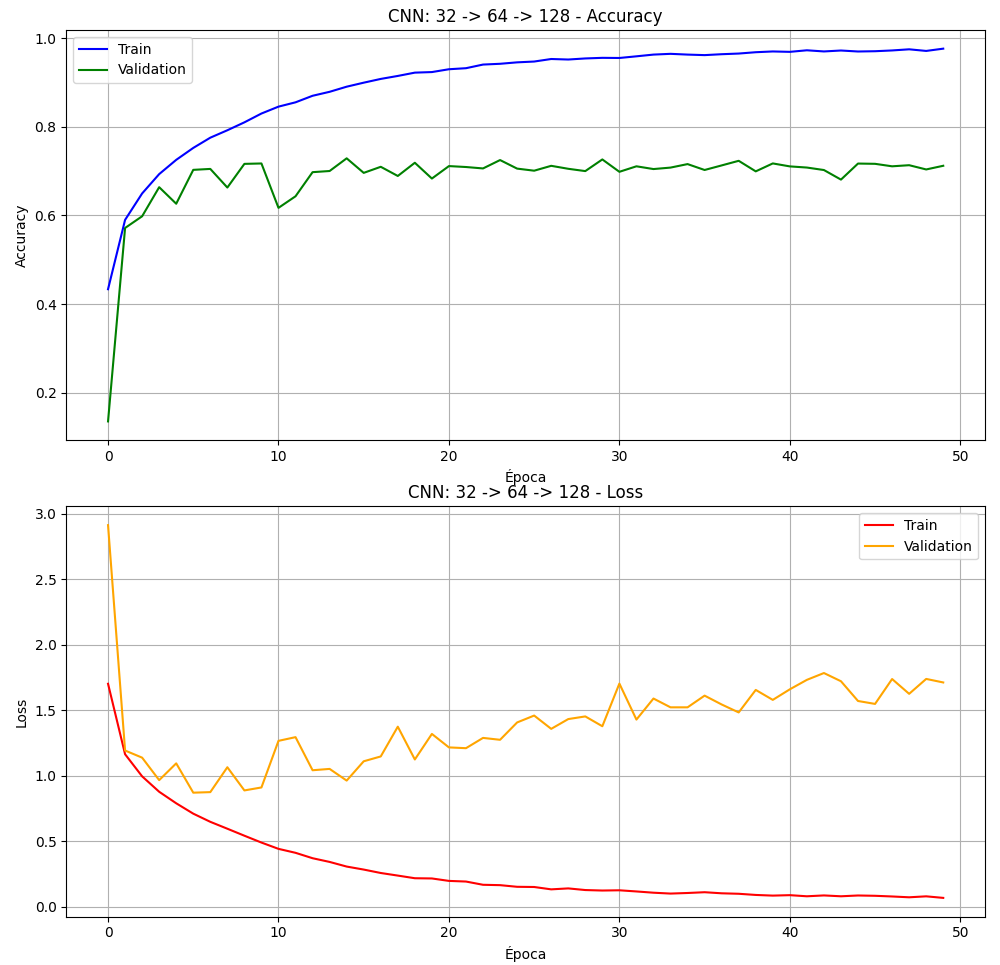 CNN: 32 -> 64 -> 128 - Accuracy
1.0
0.8
0.6
0.4
0.2
Accuracy
Train
Validation
0 10 20 30 40 50
Época
CNN: 32 -> 64 -> 128 - Loss
3.0
2.5
2.0
1.5
1.0
0.5
0.0
Loss
Train
Validation
0 10 20 30 40 50
Época